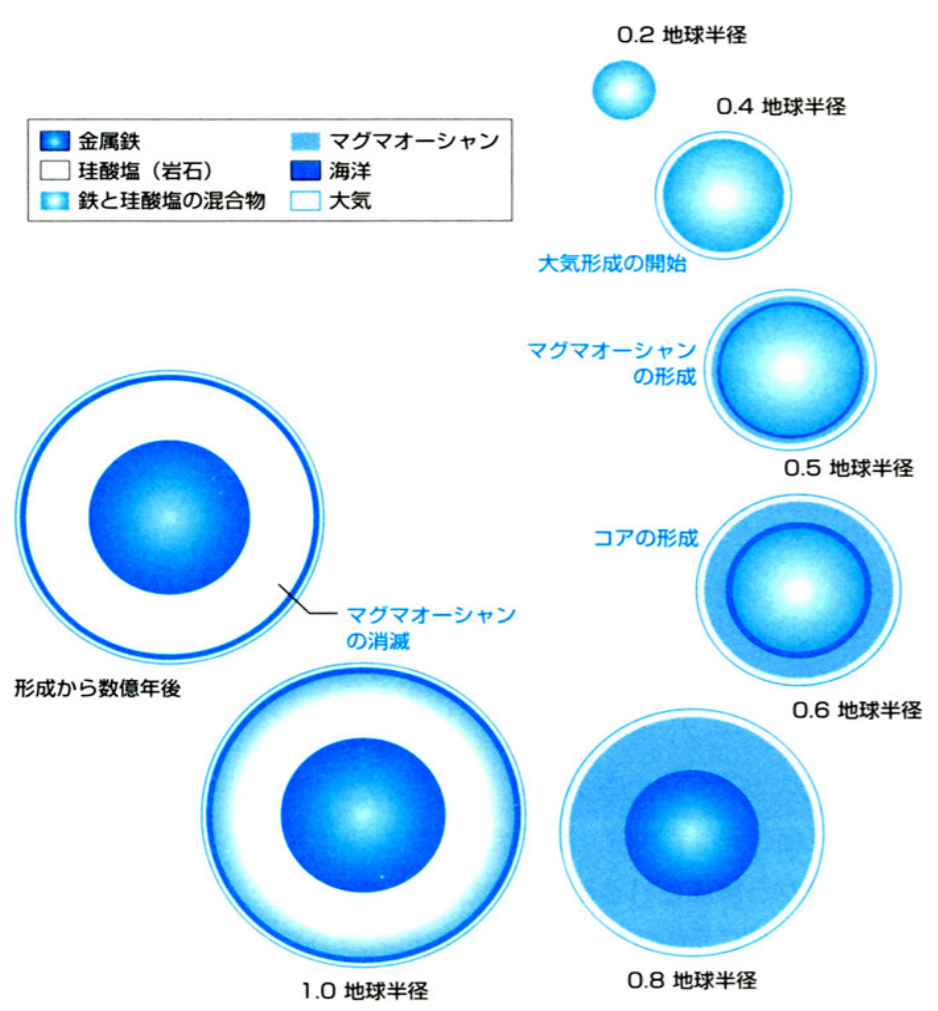 0.2 地球半径
0.4 地球半径
金属鉄
マグマオーシャン
珪酸塩（岩石）
海洋
鉄と珪酸塩の混合物
大気
大気形成の開始
マグマオーシャン
の形成
0.5 地球半径
コアの形成
マグマオーシャン
の消滅
形成から数億年後
0.6 地球半径
0.8 地球半径
1.0 地球半径